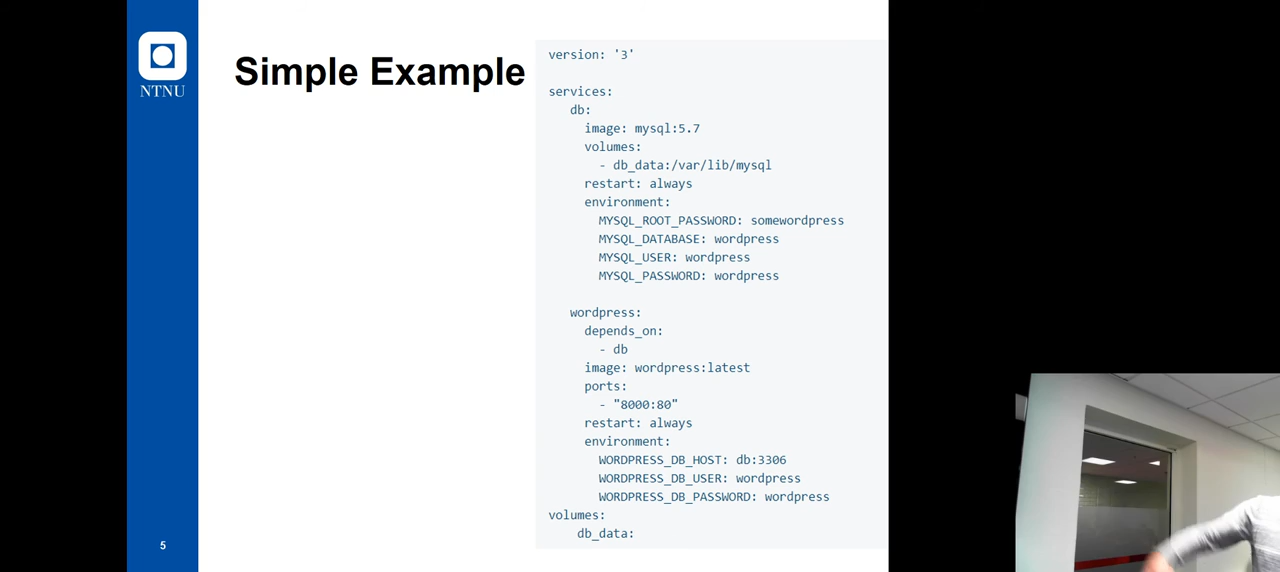 NTNU
Simple Example
version: '3'
services:
db:
image: mysql:5.7
volumes:
- db_data:/var/lib/mysql
restart: always
environment:
MYSQL_ROOT_PASSWORD: somewordpress
MYSQL_DATABASE: wordpress
MYSQL_USER: wordpress
MYSQL_PASSWORD: wordpress
wordpress:
depends_on:
- db
image: wordpress:latest
ports:
- "8000:80"
restart: always
environment:
WORDPRESS_DB_HOST: db:3306
WORDPRESS_DB_USER: wordpress
WORDPRESS_DB_PASSWORD: wordpress
volumes:
db_data:
5